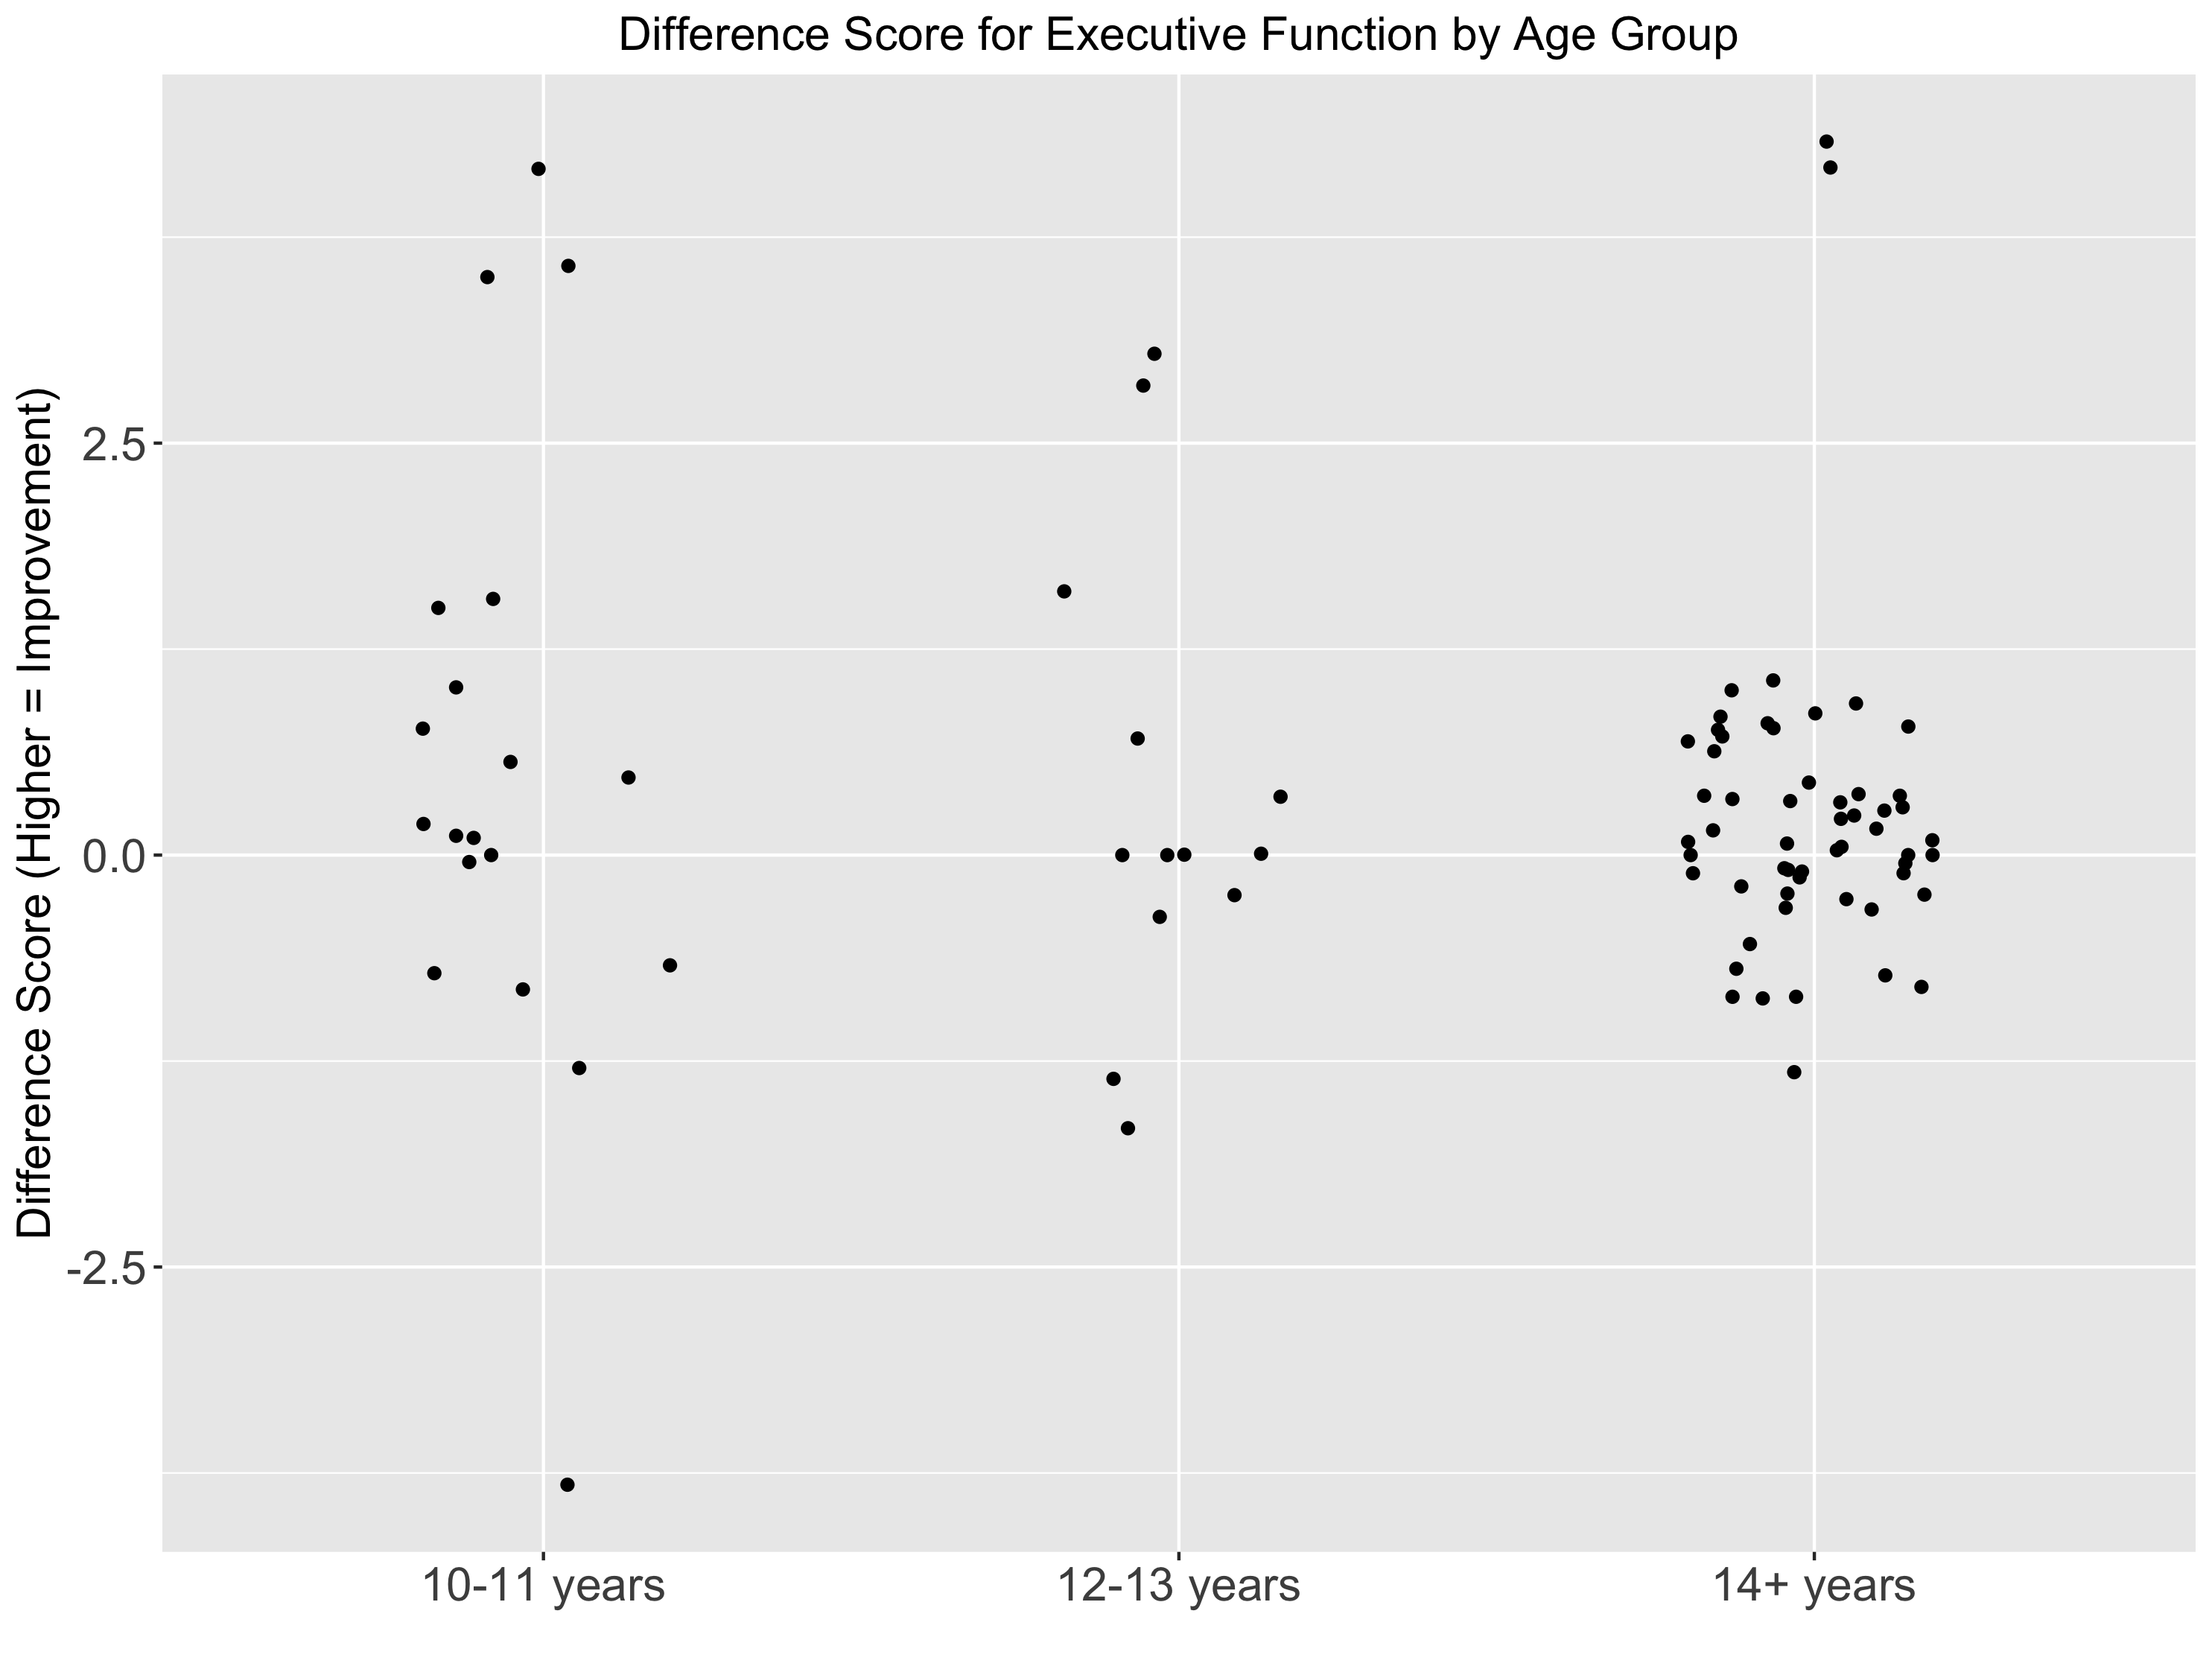 Difference Score for Executive Function by Age Group
Difference Score (Higher = Improvement)
2.5
0.0
-2.5
10-11 years
12-13 years
14+ years